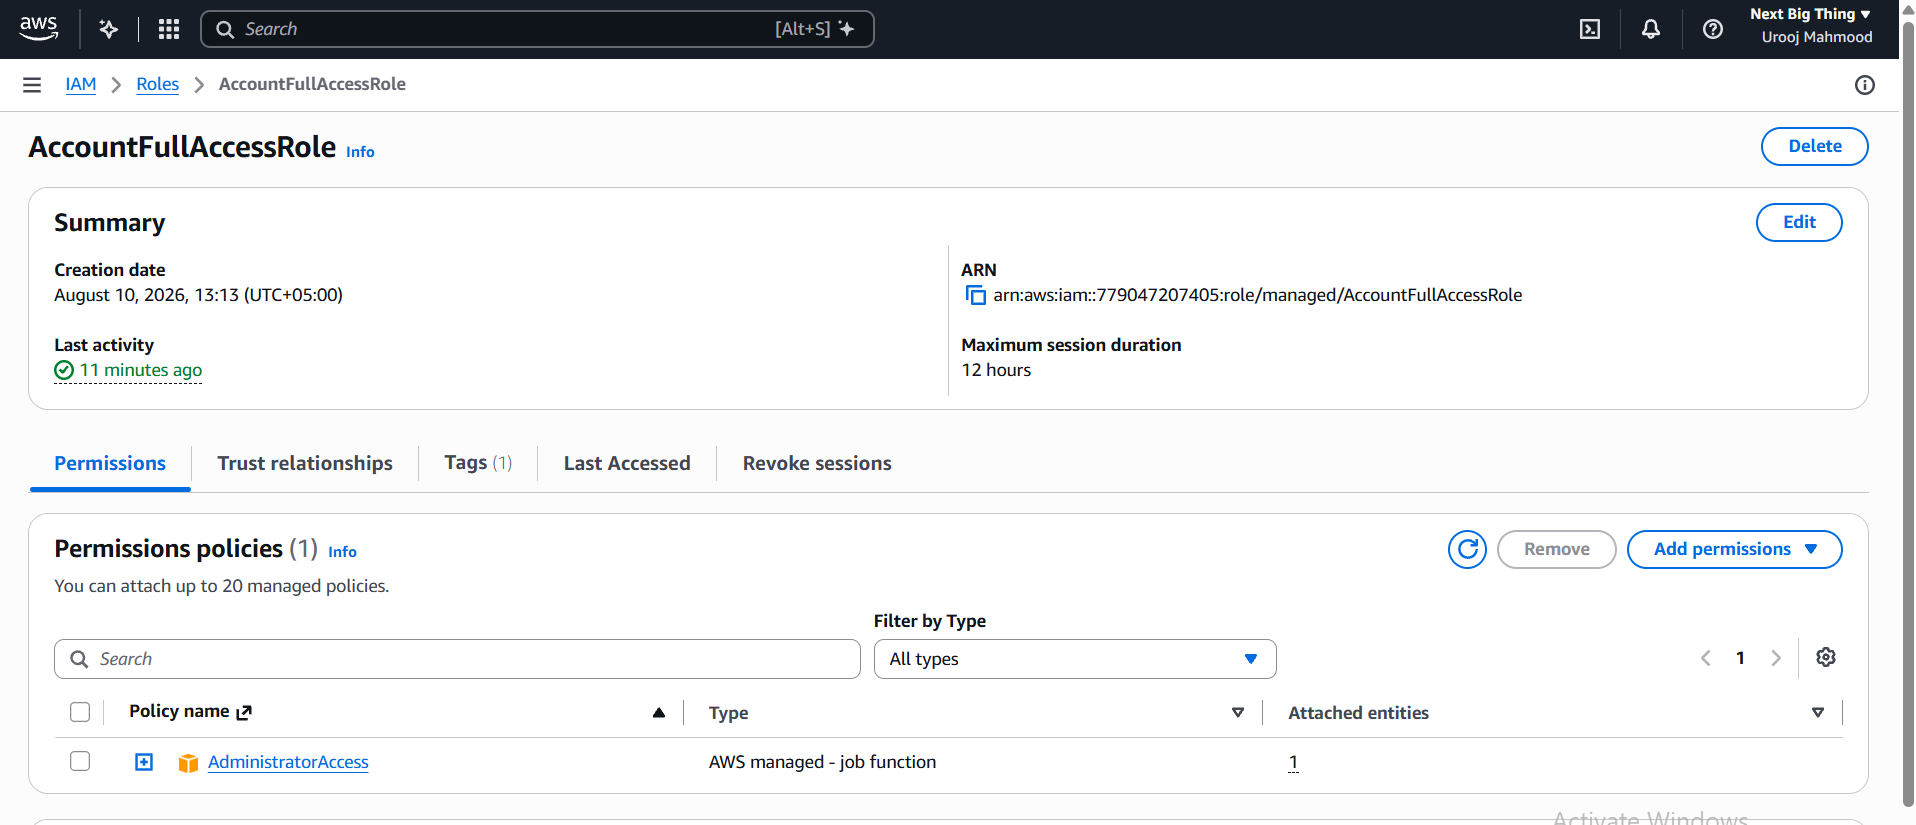 aws
Search [Alt+S]
Next Big Thing
Urooj Mahmood
IAM Roles AccountFullAccessRole
AccountFullAccessRole Info
Delete
Summary
Edit
Creation date
August 10, 2026, 13:13 (UTC+05:00)
ARN
arn:aws:iam::779047207405:role/managed/AccountFullAccessRole
Last activity
11 minutes ago
Maximum session duration
12 hours
Permissions Trust relationships Tags (1) Last Accessed Revoke sessions
Permissions policies (1) Info
Remove Add permissions
You can attach up to 20 managed policies.
Filter by Type
Search
All types
1
Policy name Type Attached entities
AdministratorAccess AWS managed - job function 1
Activate Windows